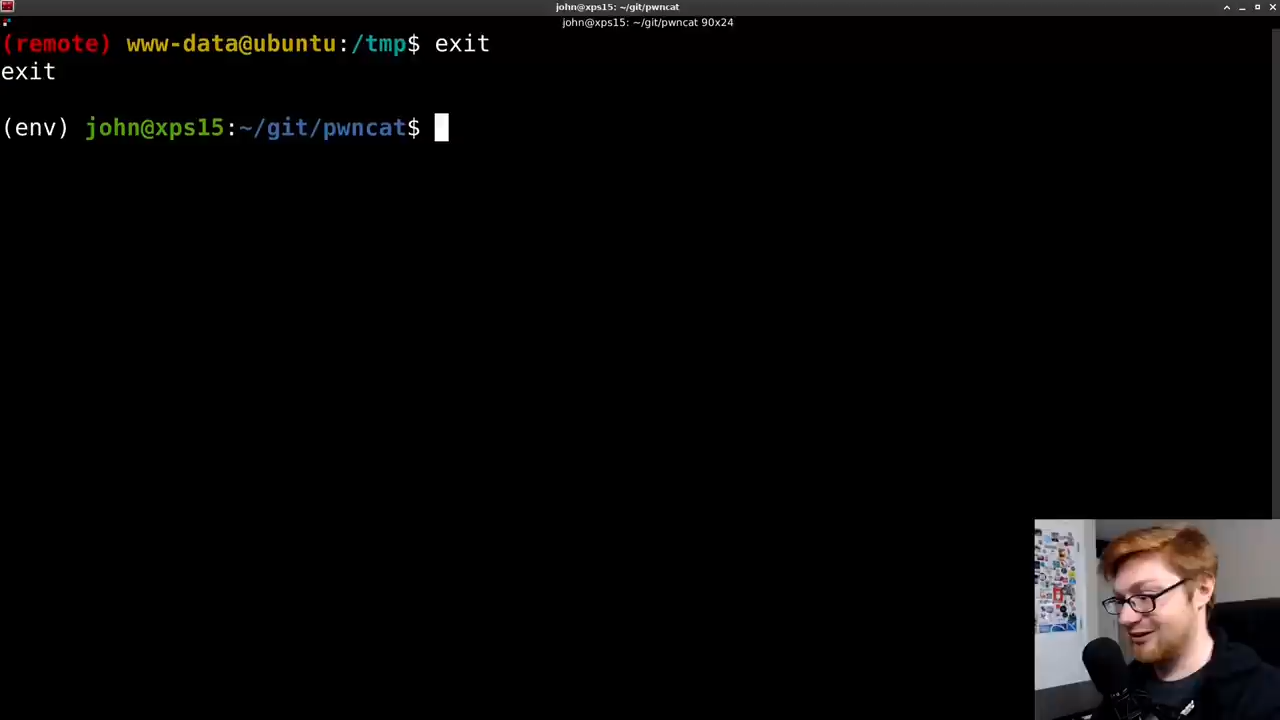 john@xps15: ~/git/pwncat
john@xps15: ~/git/pwncat 90x24
(remote) www-data@ubuntu:/tmp$ exit
exit
(env) john@xps15:~/git/pwncat$